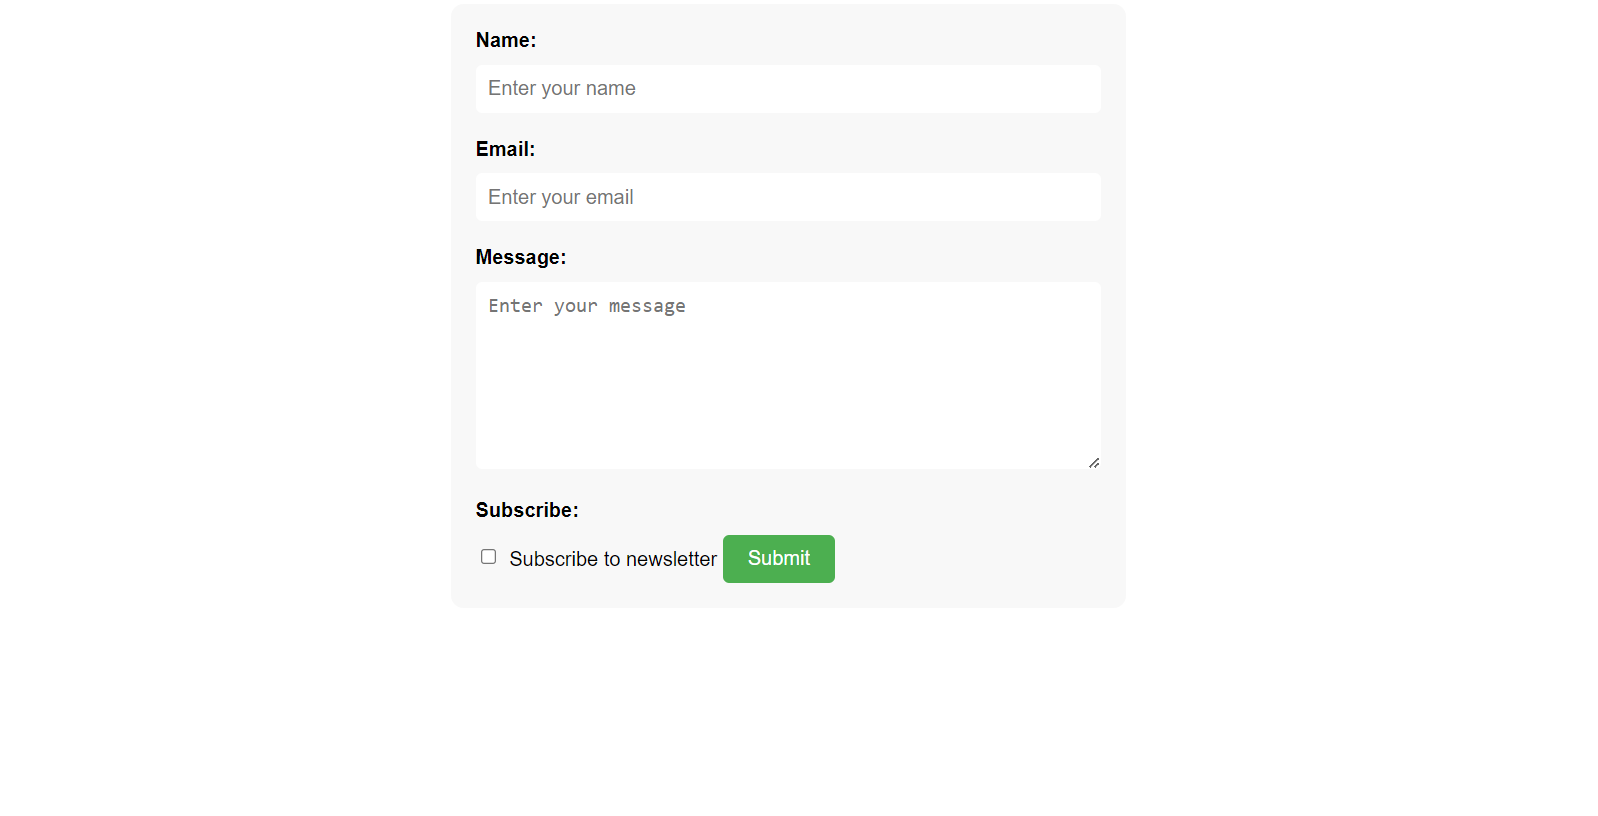 Name:
Enter your name
Email:
Enter your email
Message:
Enter your message
Subscribe:
Subscribe to newsletter Submit